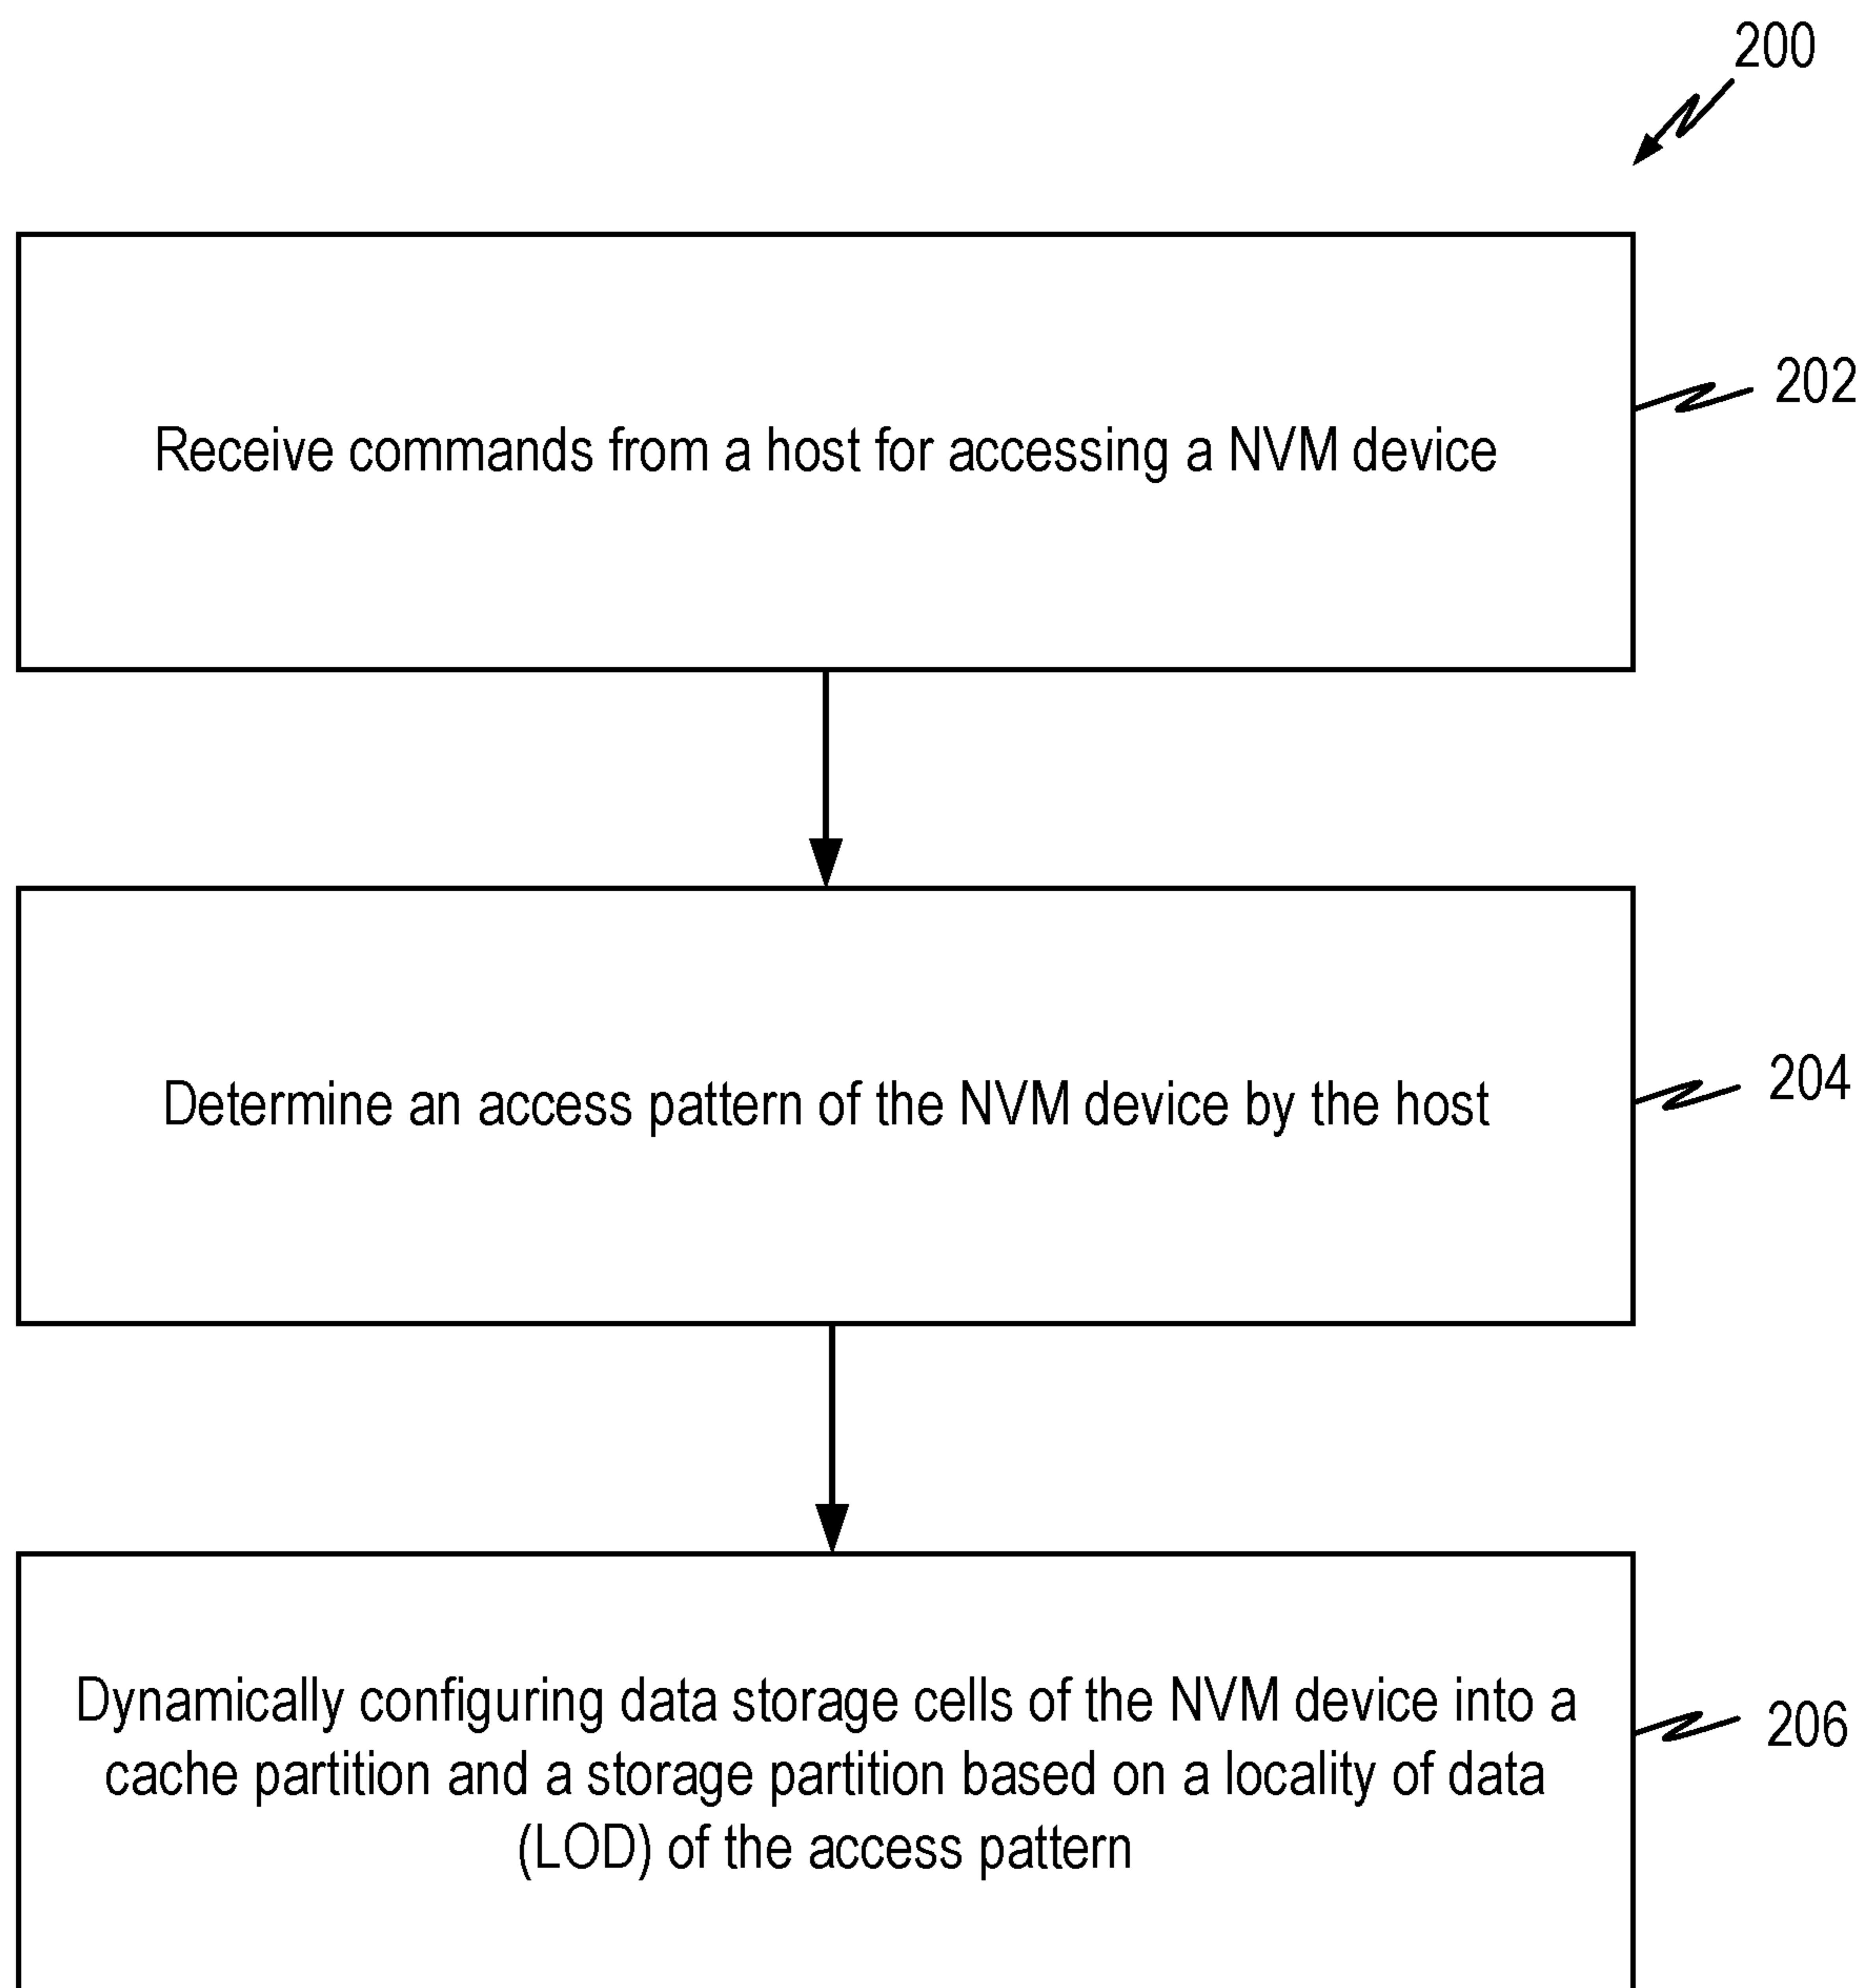 200
Receive commands from a host for accessing a NVM device
202
Determine an access pattern of the NVM device by the host
204
Dynamically configuring data storage cells of the NVM device into a
cache partition and a storage partition based on a locality of data
(LOD) of the access pattern
206